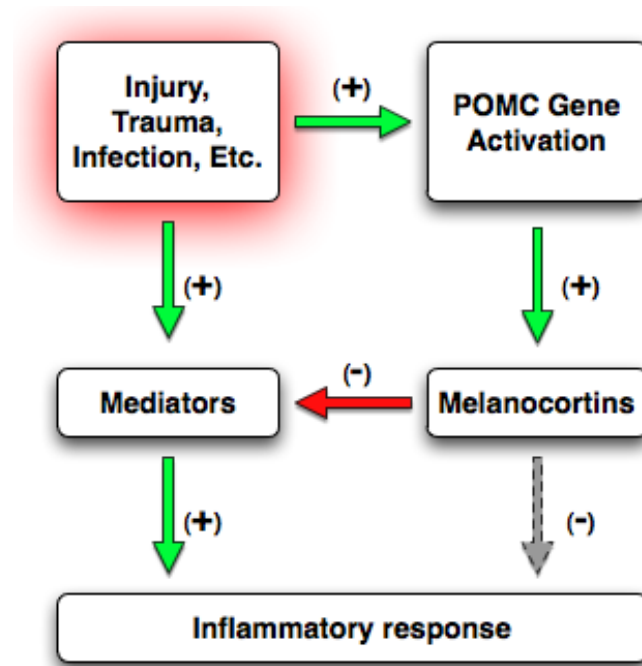 Injury,
Trauma,
Infection, Etc.
(+)
POMC Gene
Activation
(+)
(+)
Mediators
(-)
Melanocortins
(+)
(-)
Inflammatory response